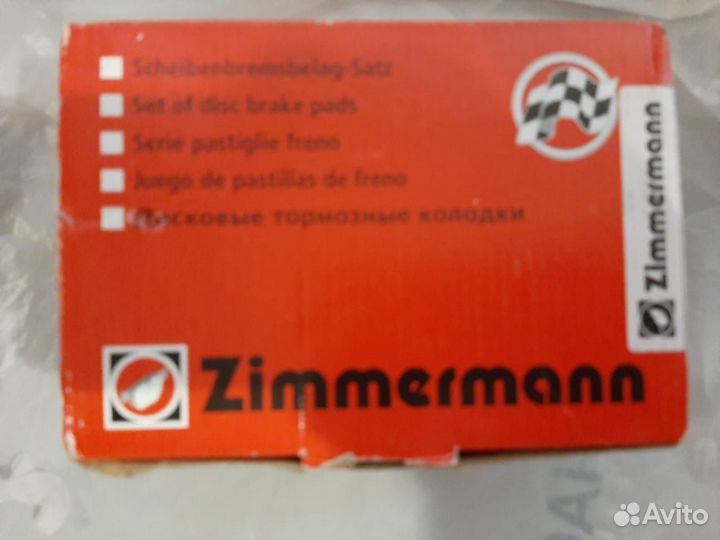 Scheibenbremsbelag-Satz
Set of disc brake pads
Serie pastiglie freno
Juego de pastillas de freno
Дисковые тормозные колодки
Zimmermann
Zimmermann
Avito